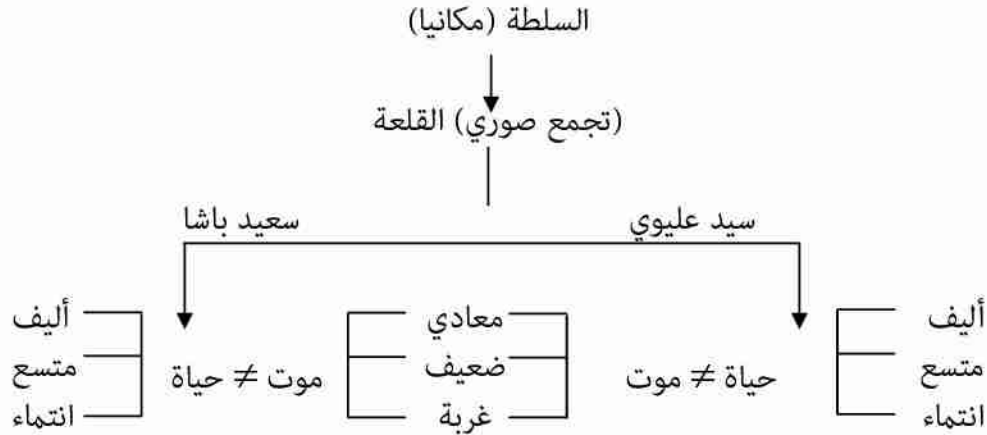 السلطة (مكانيا)
(تجمع صوري) القلعة
سيد عليوي
سعيد باشا
أليف
متسع
انتماء
حياة ≠ موت
معادي
ضعيف
غربة
موت ≠ حياة
أليف
متسع
انتماء